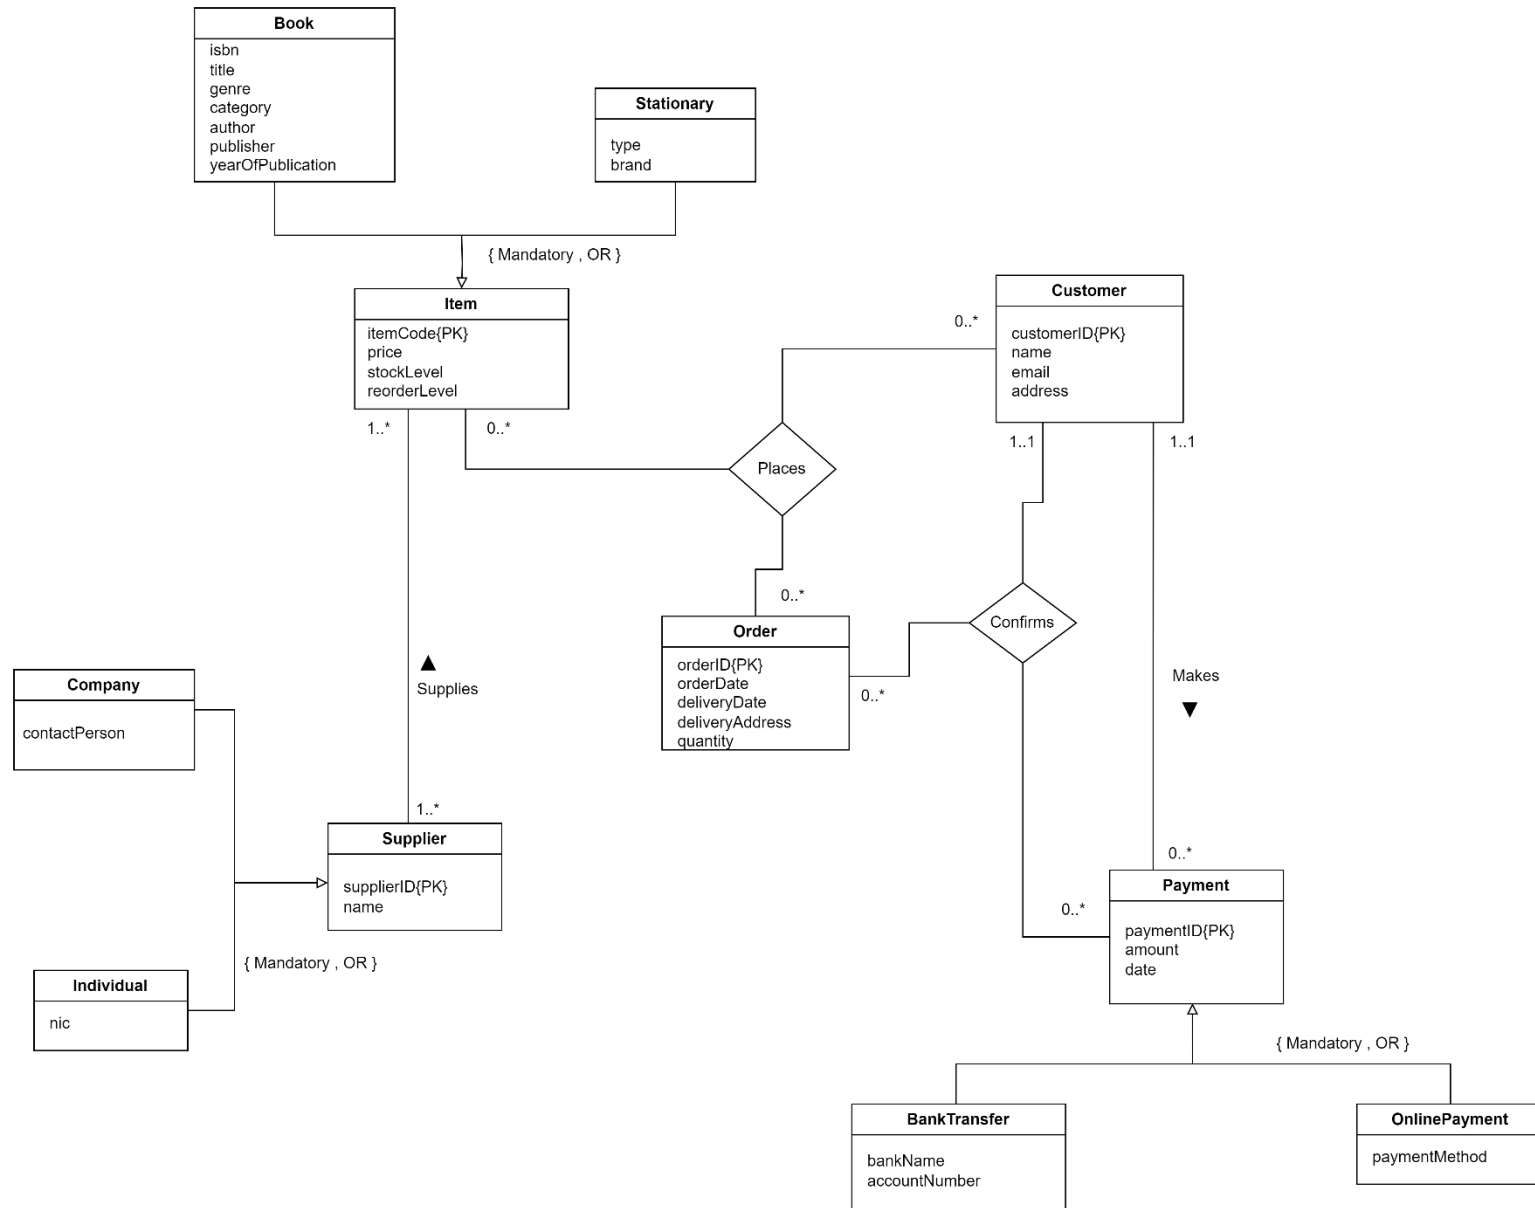 Book
isbn
title
genre
category
author
publisher
yearOfPublication
Stationary
type
brand
{ Mandatory , OR }
Item
itemCode{PK}
price
stockLevel
reorderLevel
Customer
customerID{PK}
name
email
address
0..*
1..*
0..*
1..1
1..1
Places
0..*
Order
orderID{PK}
orderDate
deliveryDate
deliveryAddress
quantity
Confirms
0..*
Makes
▼
▲
Supplies
Company
contactPerson
1..*
Supplier
supplierID{PK}
name
{ Mandatory , OR }
Individual
nic
0..*
0..*
Payment
paymentID{PK}
amount
date
{ Mandatory , OR }
BankTransfer
bankName
accountNumber
OnlinePayment
paymentMethod